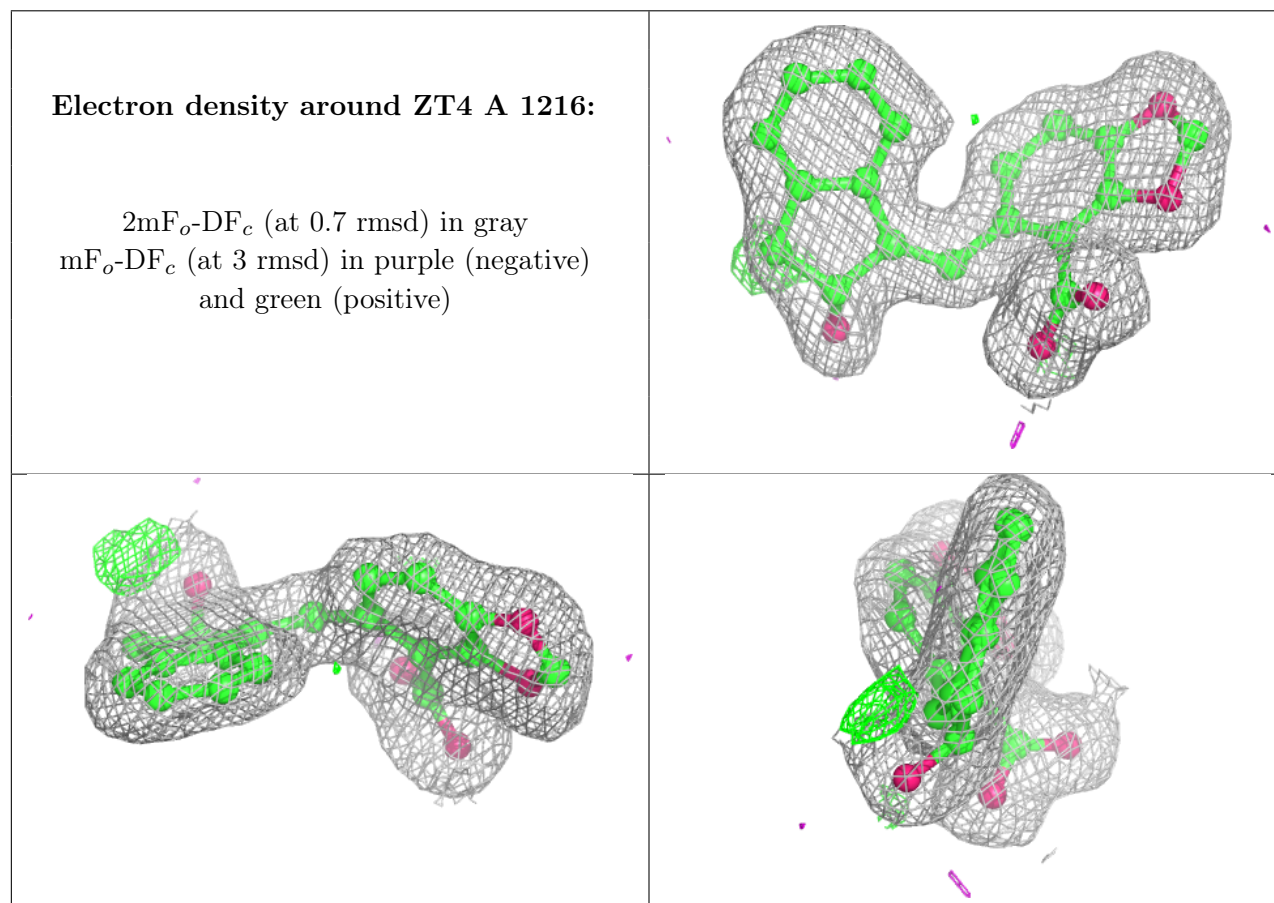 Electron density around ZT4 A 1216:
2mFo-DFc (at 0.7 rmsd) in gray
mFo-DFc (at 3 rmsd) in purple (negative)
and green (positive)